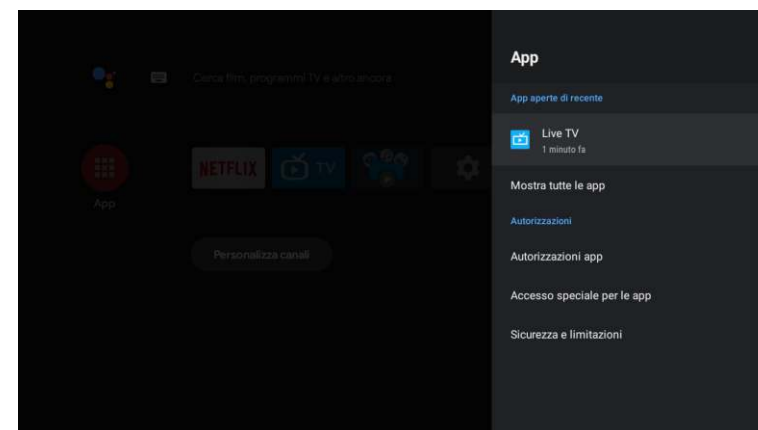 App
App aperte di recente
Live TV
1 minuto fa
Mostra tutte le app
Autorizzazioni
Autorizzazioni app
Accesso speciale per le app
Sicurezza e limitazioni
Cerca film, programmi TV e altro ancora
NETFLIX
TV
App
Personalizza canali